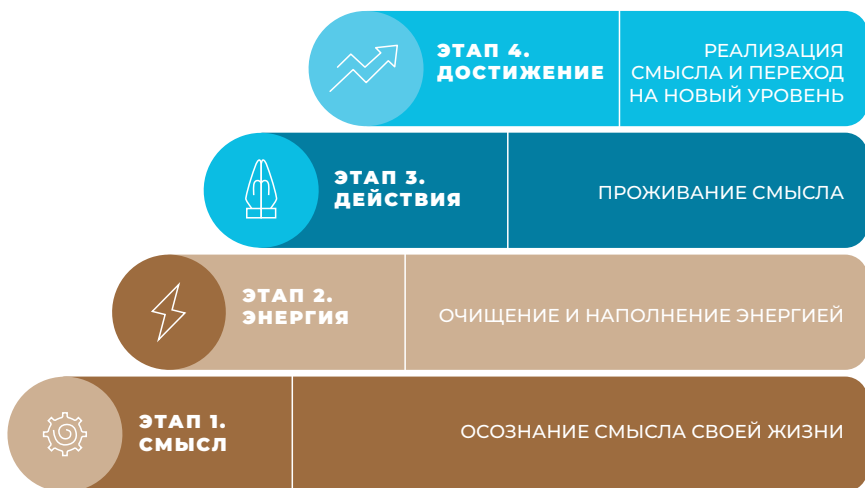 ЭТАП 4.
ДОСТИЖЕНИЕ
РЕАЛИЗАЦИЯ
СМЫСЛА И ПЕРЕХОД
НА НОВЫЙ УРОВЕНЬ
ЭТАП 3.
ДЕЙСТВИЯ
ПРОЖИВАНИЕ СМЫСЛА
ЭТАП 2.
ЭНЕРГИЯ
ОЧИЩЕНИЕ И НАПОЛНЕНИЕ ЭНЕРГИЕЙ
ЭТАП 1.
СМЫСЛ
ОСОЗНАНИЕ СМЫСЛА СВОЕЙ ЖИЗНИ